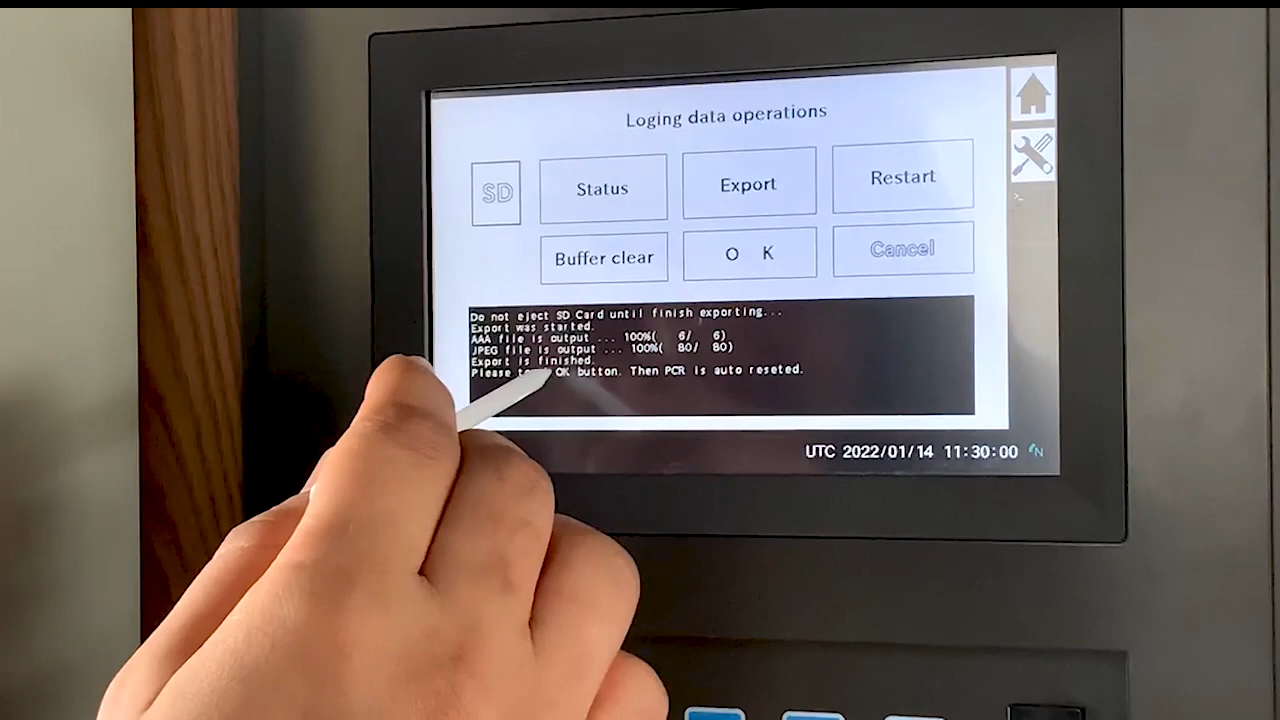 Loging data operations
SD
Status
Export
Restart
Buffer clear
O K
Cancel
Do not eject SD Card until finish exporting...
Export was started.
AAA file is output ... 100%( 6/ 6)
JPEG file is output ... 100%( 80/ 80)
Export is finished.
Please OK button. Then PCR is auto reseted.
UTC 2022/01/14 11:30:00
N